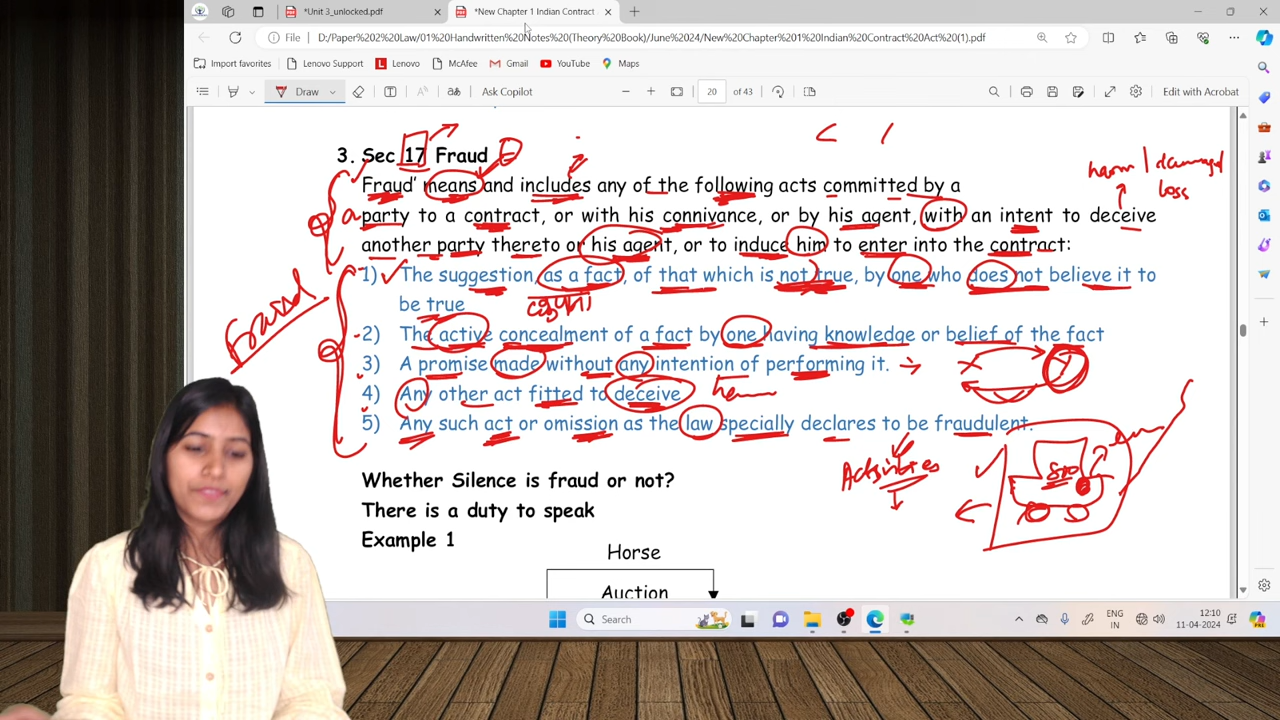 *Unit 3_unlocked.pdf
*New Chapter 1 Indian Contract
File
D:/Paper%202%20Law/01%20Handwritten%20Notes%20(Theory%20Book)/June%2024/New%20Chapter%201%20Indian%20Contract%20Act%20(1).pdf
Import favorites Lenovo Support Lenovo McAfee Gmail YouTube Maps
Draw Ask Copilot 20 of 43 Edit with Acrobat
3. Sec 17 Fraud
Fraud' means and includes any of the following acts committed by a
harm / damages
loss
party to a contract, or with his connivance, or by his agent, with an intent to deceive
another party thereto or his agent, or to induce him to enter into the contract:
1) The suggestion, as a fact, of that which is not true, by one who does not believe it to
be true
2) The active concealment of a fact by one having knowledge or belief of the fact
3) A promise made without any intention of performing it.
X Y
4) Any other act fitted to deceive
5) Any such act or omission as the law specially declares to be fraudulent.
Fraud
Activities
Whether Silence is fraud or not?
There is a duty to speak
Example 1
Horse
Auction
Search
ENG
IN
12:10
11-04-2024